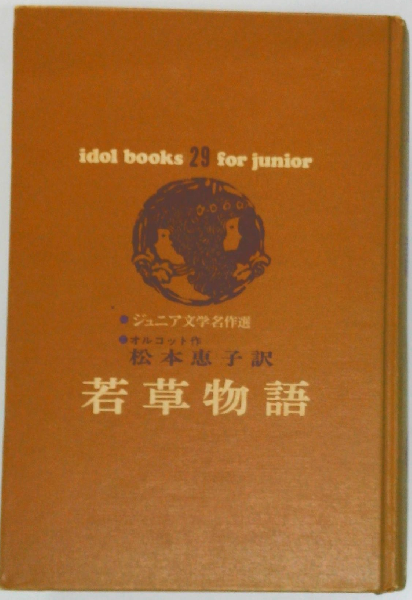 idol books 29 for junior
●ジュニア文学名作選
●オルコット作
松本恵子訳
若草物語